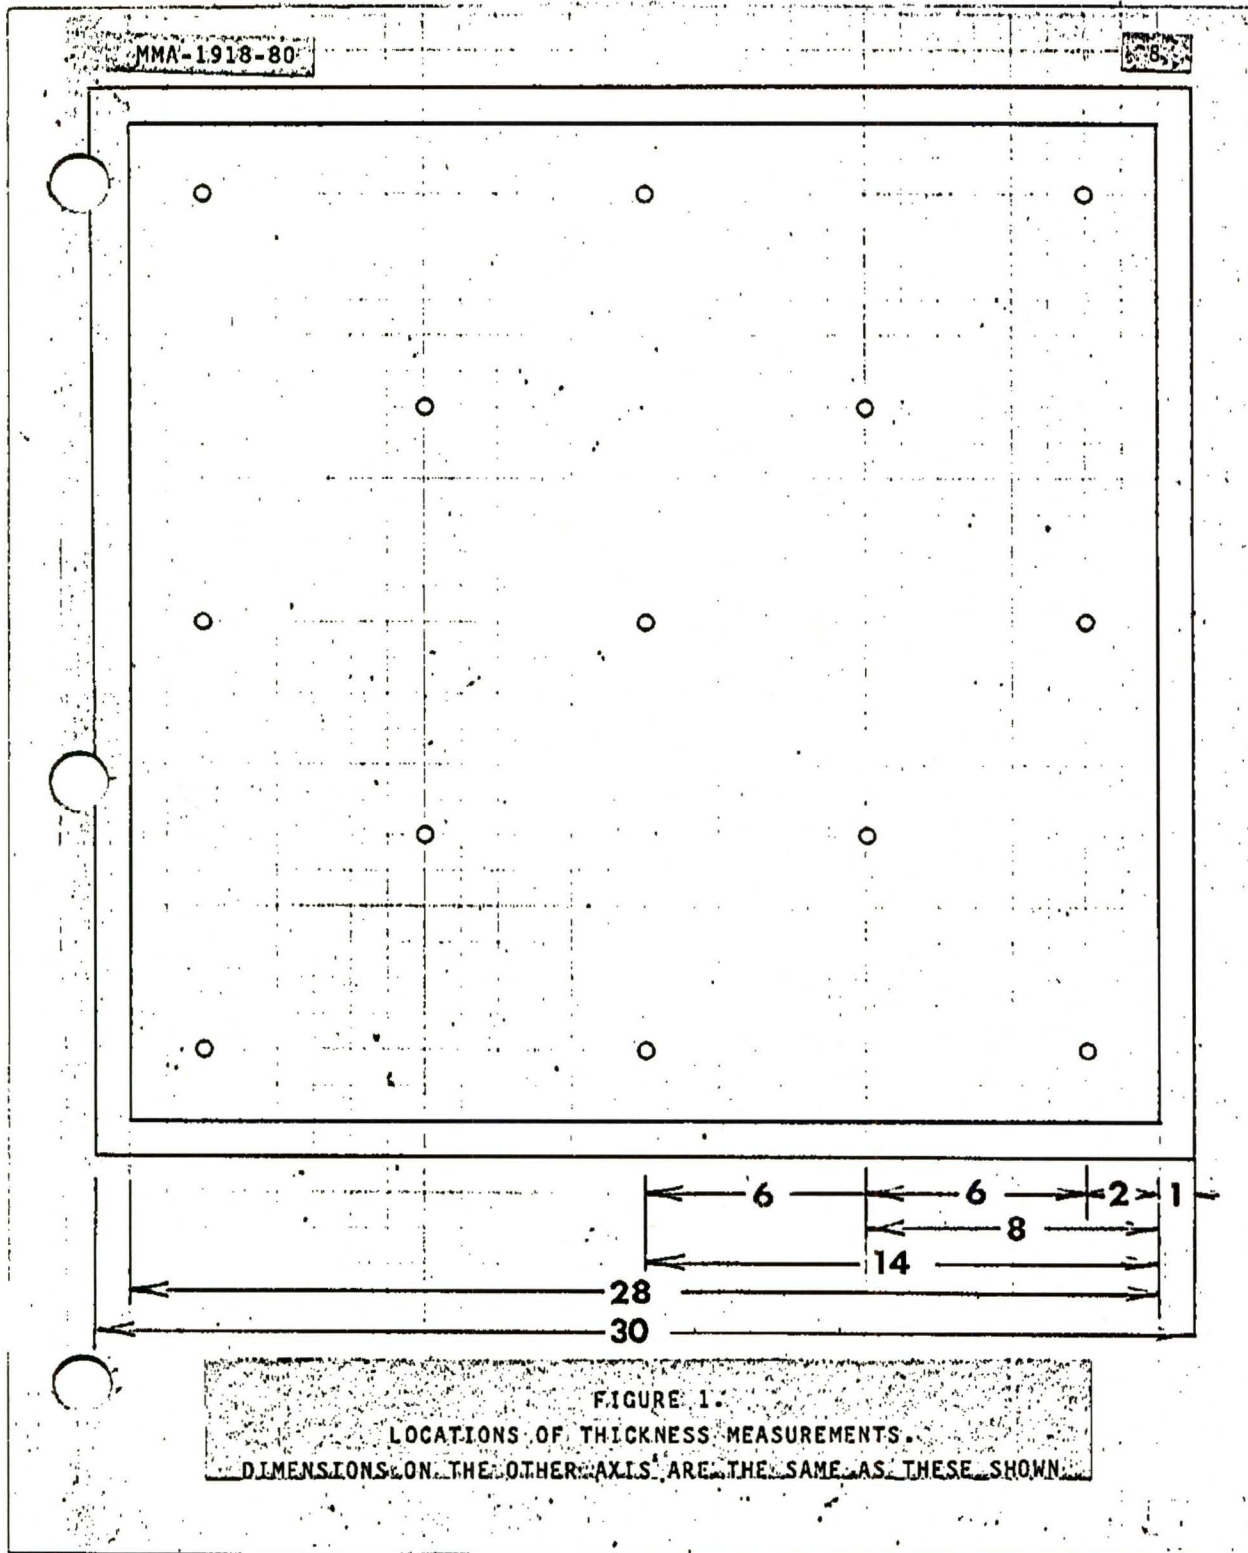 MMA-1918-80
8
6 6 2 1
8
14
28
30
FIGURE 1.
LOCATIONS OF THICKNESS MEASUREMENTS.
DIMENSIONS ON THE OTHER AXIS ARE THE SAME AS THESE SHOWN